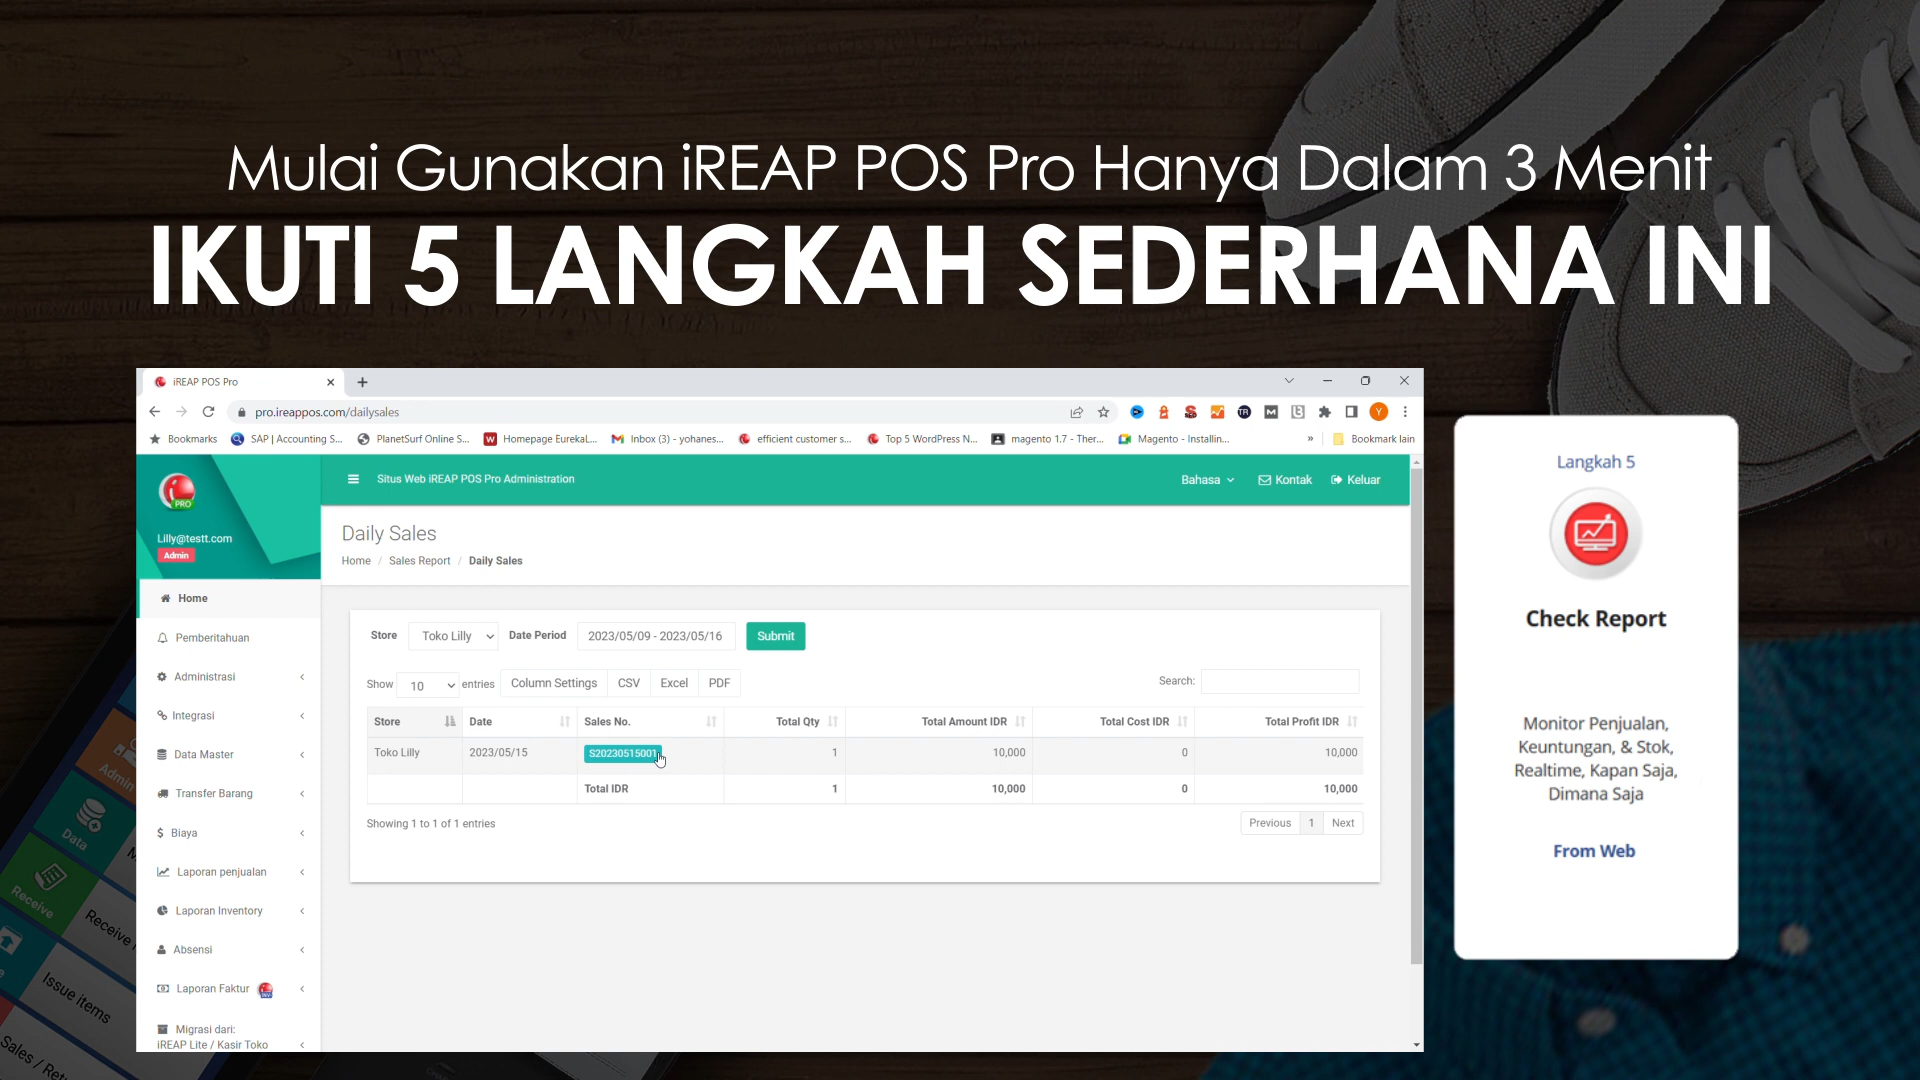 Mulai Gunakan iREAP POS Pro Hanya Dalam 3 Menit
IKUTI 5 LANGKAH SEDERHANA INI
iREAP POS Pro
pro.ireappos.com/dailysales
Bookmarks
SAP | Accounting S...
PlanetSurf Online S...
Homepage EurekaL...
Inbox (3) - yohanes...
efficient customer s...
Top 5 WordPress N...
magento 1.7 - Ther...
Magento - Installin...
»
Bookmark lain
PRO
Lilly@testt.com
Admin
Situs Web iREAP POS Pro Administration
Bahasa
Kontak
Keluar
Home
Pemberitahuan
Administrasi
Integrasi
Data Master
Transfer Barang
Biaya
Laporan penjualan
Laporan Inventory
Absensi
Laporan Faktur
Migrasi dari:
iREAP Lite / Kasir Toko
Daily Sales
Home / Sales Report / Daily Sales
Store Toko Lilly Date Period 2023/05/09 - 2023/05/16 Submit
Show 10 entries Column Settings CSV Excel PDF Search:
Store Date Sales No. Total Qty Total Amount IDR Total Cost IDR Total Profit IDR
Toko Lilly 2023/05/15 S20230515001 1 10,000 0 10,000
Total IDR 1 10,000 0 10,000
Showing 1 to 1 of 1 entries Previous 1 Next
Langkah 5
Check Report
Monitor Penjualan,
Keuntungan, & Stok,
Realtime, Kapan Saja,
Dimana Saja
From Web
Admin
Data
Receive
Receive
Issue items
Sales /